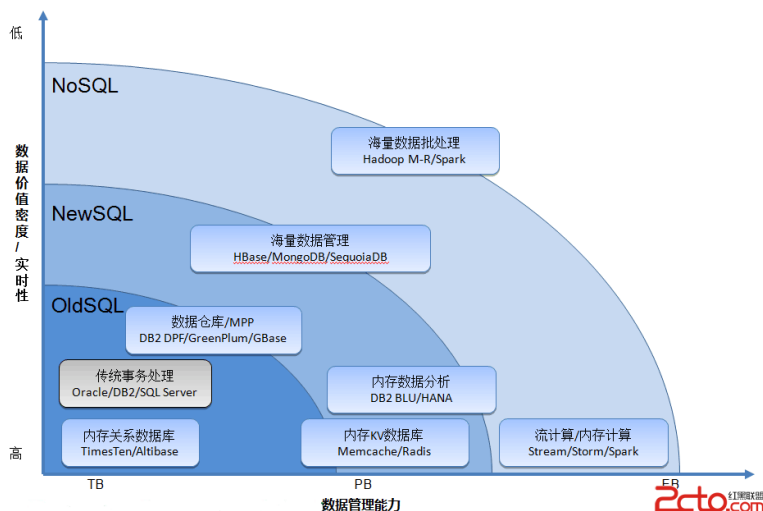 低
NoSQL
海量数据批处理
Hadoop M-R/Spark
数据价值密度/实时性
NewSQL
海量数据管理
HBase/MongoDB/SequoiaDB
OldSQL
数据仓库/MPP
DB2 DPF/GreenPlum/GBase
传统事务处理
Oracle/DB2/SQL Server
内存数据分析
DB2 BLU/HANA
内存关系数据库
TimesTen/Altibase
内存KV数据库
Memcache/Radis
流计算/内存计算
Stream/Storm/Spark
高
TB
PB
EB
数据管理能力
2cto.com
红黑联盟